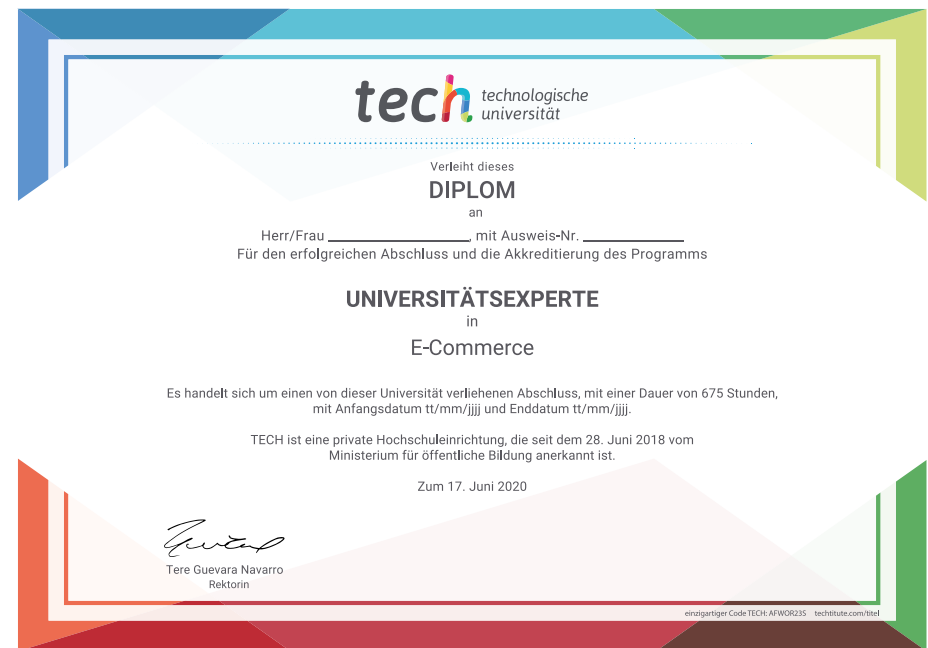 tech technologische
universität
Verleiht dieses
DIPLOM
an
Herr/Frau ____________________, mit Ausweis-Nr. ______________
Für den erfolgreichen Abschluss und die Akkreditierung des Programms
UNIVERSITÄTSEXPERTE
in
E-Commerce
Es handelt sich um einen von dieser Universität verliehenen Abschluss, mit einer Dauer von 675 Stunden,
mit Anfangsdatum tt/mm/jjjj und Enddatum tt/mm/jjjj.
TECH ist eine private Hochschuleinrichtung, die seit dem 28. Juni 2018 vom
Ministerium für öffentliche Bildung anerkannt ist.
Zum 17. Juni 2020
Tere Guevara Navarro
Rektorin
einzigartiger Code TECH: AFWOR23S techtitute.com/titel